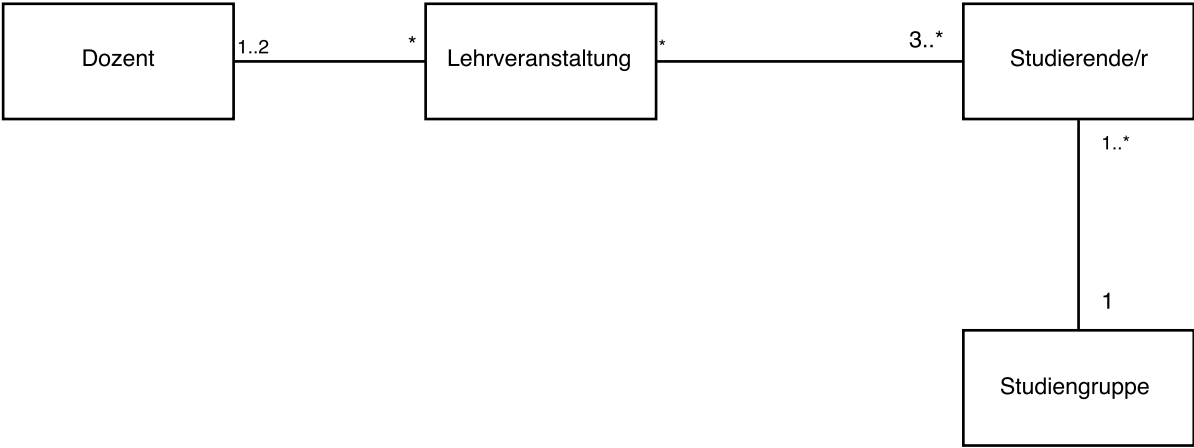 Dozent
1..2
*
Lehrveranstaltung
*
3..*
Studierende/r
1..*
1
Studiengruppe